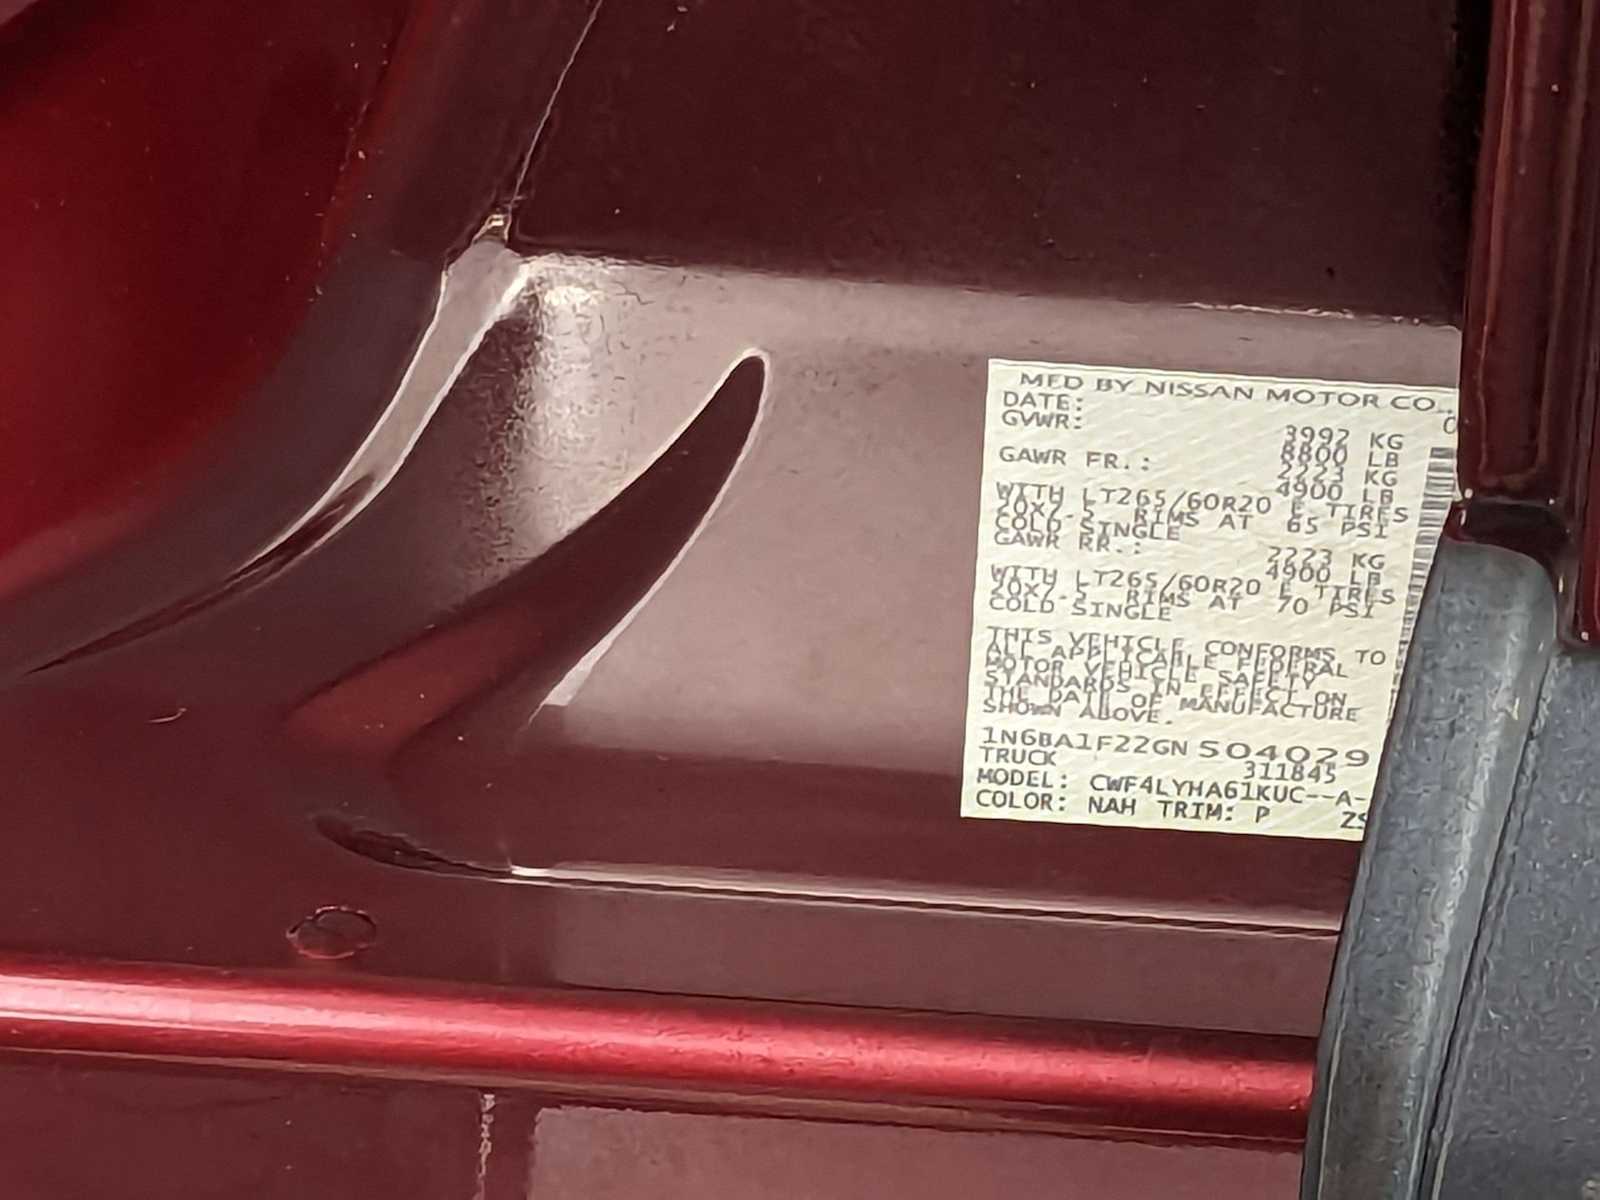 MFD BY NISSAN MOTOR CO.,
DATE:
GVWR:
3992 KG
8800 LB
GAWR FR.: 2223 KG
4900 LB
WITH LT265/60R20 E TIRES
20X7.5 RIMS AT 65 PSI
COLD SINGLE
GAWR RR.: 2223 KG
4900 LB
WITH LT265/60R20 E TIRES
20X7.5 RIMS AT 70 PSI
COLD SINGLE
THIS VEHICLE CONFORMS TO
ALL APPLICABLE FEDERAL
MOTOR VEHICLE SAFETY
STANDARDS IN EFFECT ON
THE DATE OF MANUFACTURE
SHOWN ABOVE.
1N6BA1F22GN504029
TRUCK 311845
MODEL: CWF4LYHA61KUC--A-
COLOR: NAH TRIM: P